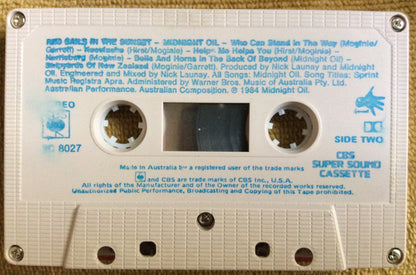 RED SAILS IN THE SUNSET – MIDNIGHT OIL – Who Can Stand In The Way (Moginie/
Garrett) – Kosciusko (Hirst/Moginie) – Helps Me Helps You (Hirst/Moginie) –
Harrisburg (Moginie) – Bells And Horns In The Back Of Beyond (Midnight Oil) –
Shipyards Of New Zealand (Moginie/Garrett). Produced by Nick Launay and Midnight
Oil. Engineered and Mixed by Nick Launay. All Songs: Midnight Oil. Song Titles: Sprint
Music Registra Apra. Administered by Warner Bros. Music of Australia Pty. Ltd.
Australian Performance. Australian Composition. ℗ 1984 Midnight Oil.
EO
8027
SIDE TWO
CBS
SUPER SOUND
CASSETTE
Made in Australia by a registered user of the trade marks
and CBS are trade marks of CBS Inc., U.S.A.
All rights of the Manufacturer and of the Owner of the recorded works reserved.
Unauthorized Public Performance, Broadcasting and Copying of this Tape prohibited.